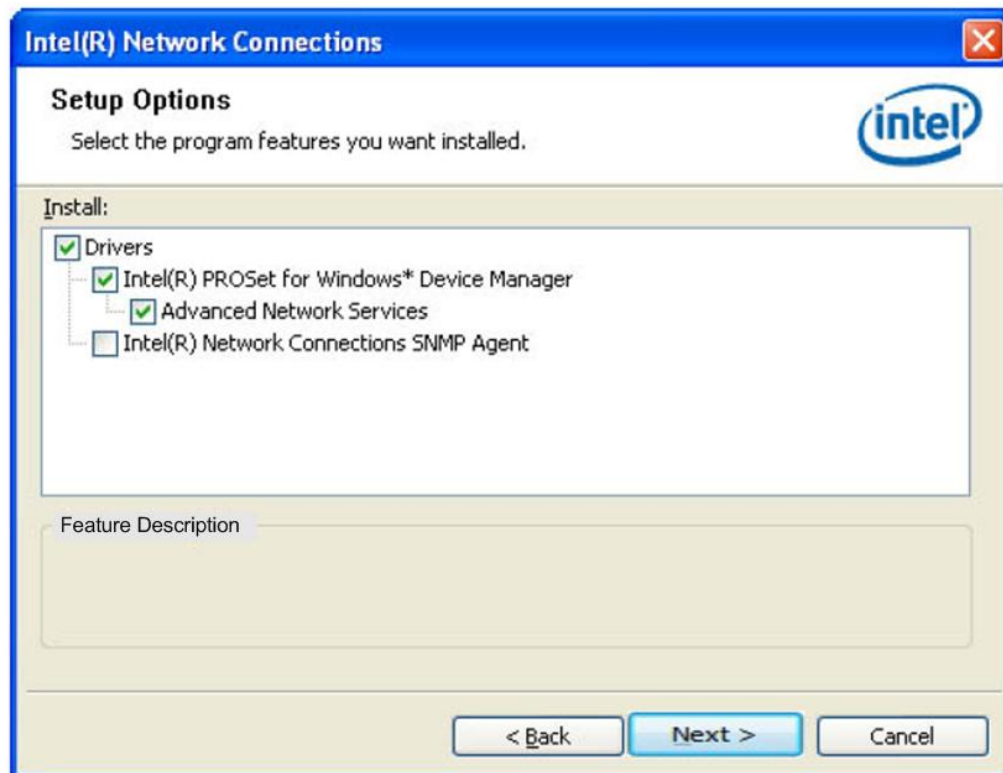 Intel(R) Network Connections
Setup Options
Select the program features you want installed.
intel
Install:
Drivers
Intel(R) PROSet for Windows* Device Manager
Advanced Network Services
Intel(R) Network Connections SNMP Agent
Feature Description
< Back
Next >
Cancel